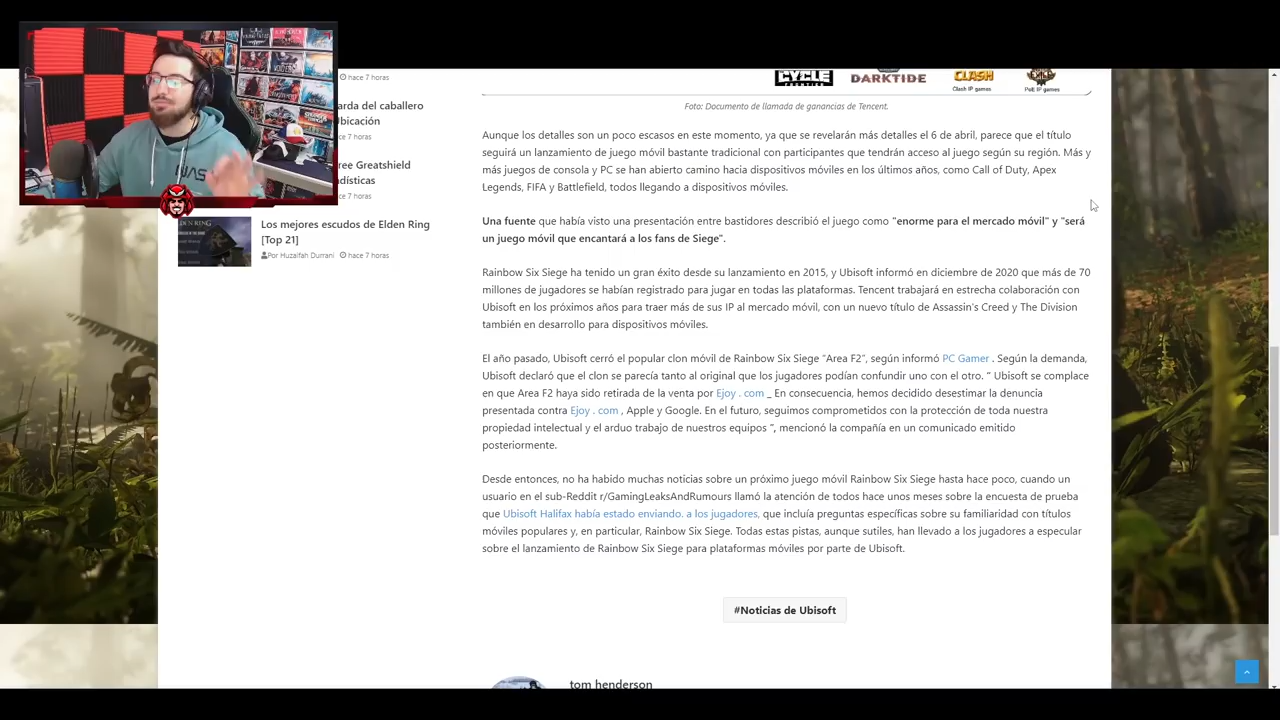 hace 7 horas
arda del caballero
Ubicación
hace 7 horas
ree Greatshield
adísticas
hace 7 horas
Los mejores escudos de Elden Ring
[Top 21]
Por Huzaifah Durrani hace 7 horas
CYCLE
DARKTIDE
CLASH
Clash IP games
PoE IP games
Foto: Documento de llamada de ganancias de Tencent.
Aunque los detalles son un poco escasos en este momento, ya que se revelarán más detalles el 6 de abril, parece que el título
seguirá un lanzamiento de juego móvil bastante tradicional con participantes que tendrán acceso al juego según su región. Más y
más juegos de consola y PC se han abierto camino hacia dispositivos móviles en los últimos años, como Call of Duty, Apex
Legends, FIFA y Battlefield, todos llegando a dispositivos móviles.
Una fuente que había visto una presentación entre bastidores describió el juego como "enorme para el mercado móvil" y "será
un juego móvil que encantará a los fans de Siege".
Rainbow Six Siege ha tenido un gran éxito desde su lanzamiento en 2015, y Ubisoft informó en diciembre de 2020 que más de 70
millones de jugadores se habían registrado para jugar en todas las plataformas. Tencent trabajará en estrecha colaboración con
Ubisoft en los próximos años para traer más de sus IP al mercado móvil, con un nuevo título de Assassin's Creed y The Division
también en desarrollo para dispositivos móviles.
El año pasado, Ubisoft cerró el popular clon móvil de Rainbow Six Siege "Area F2", según informó PC Gamer . Según la demanda,
Ubisoft declaró que el clon se parecía tanto al original que los jugadores podían confundir uno con el otro. " Ubisoft se complace
en que Area F2 haya sido retirada de la venta por Ejoy . com _ En consecuencia, hemos decidido desestimar la denuncia
presentada contra Ejoy . com , Apple y Google. En el futuro, seguimos comprometidos con la protección de toda nuestra
propiedad intelectual y el arduo trabajo de nuestros equipos ", mencionó la compañía en un comunicado emitido
posteriormente.
Desde entonces, no ha habido muchas noticias sobre un próximo juego móvil Rainbow Six Siege hasta hace poco, cuando un
usuario en el sub-Reddit r/GamingLeaksAndRumours llamó la atención de todos hace unos meses sobre la encuesta de prueba
que Ubisoft Halifax había estado enviando. a los jugadores, que incluía preguntas específicas sobre su familiaridad con títulos
móviles populares y, en particular, Rainbow Six Siege. Todas estas pistas, aunque sutiles, han llevado a los jugadores a especular
sobre el lanzamiento de Rainbow Six Siege para plataformas móviles por parte de Ubisoft.
#Noticias de Ubisoft
tom henderson